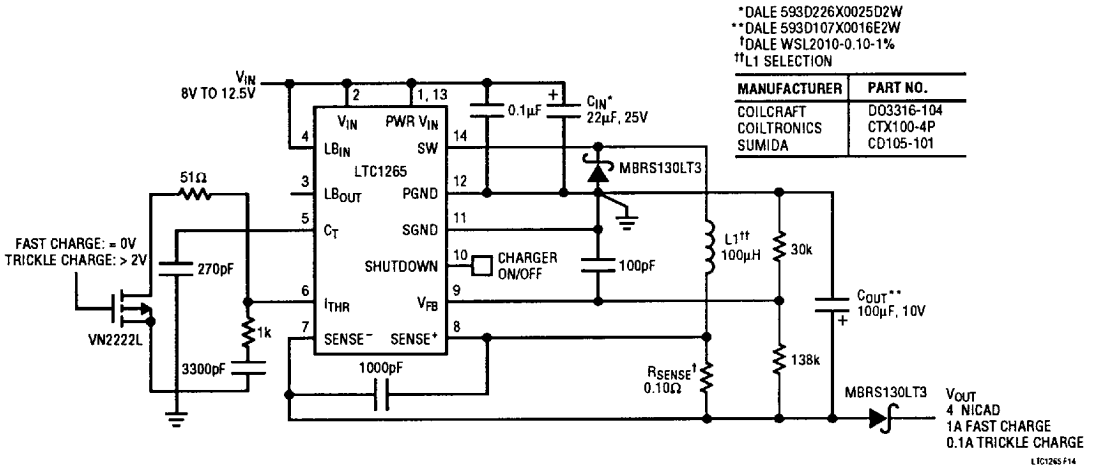 *DALE 593D226X0025D2W
**DALE 593D107X0016E2W
†DALE WSL2010-0.10-1%
††L1 SELECTION
MANUFACTURER PART NO.
COILCRAFT DO3316-104
COILTRONICS CTX100-4P
SUMIDA CD105-101
VIN
8V TO 12.5V
2
1, 13
VIN
PWR VIN
0.1µF
+
CIN*
22µF, 25V
4
LBIN
SW
14
LTC1265
MBRS130LT3
51Ω
3
LBOUT
PGND
12
5
CT
SGND
11
FAST CHARGE: = 0V
TRICKLE CHARGE: > 2V
270pF
SHUTDOWN
10
CHARGER
ON/OFF
100pF
L1††
100µH
30k
6
ITHR
VFB
9
COUT**
100µF, 10V
+
VN2222L
1k
7
SENSE–
SENSE+
8
3300pF
1000pF
RSENSE†
0.10Ω
138k
MBRS130LT3
VOUT
4 NICAD
1A FAST CHARGE
0.1A TRICKLE CHARGE
LTC1265 F14